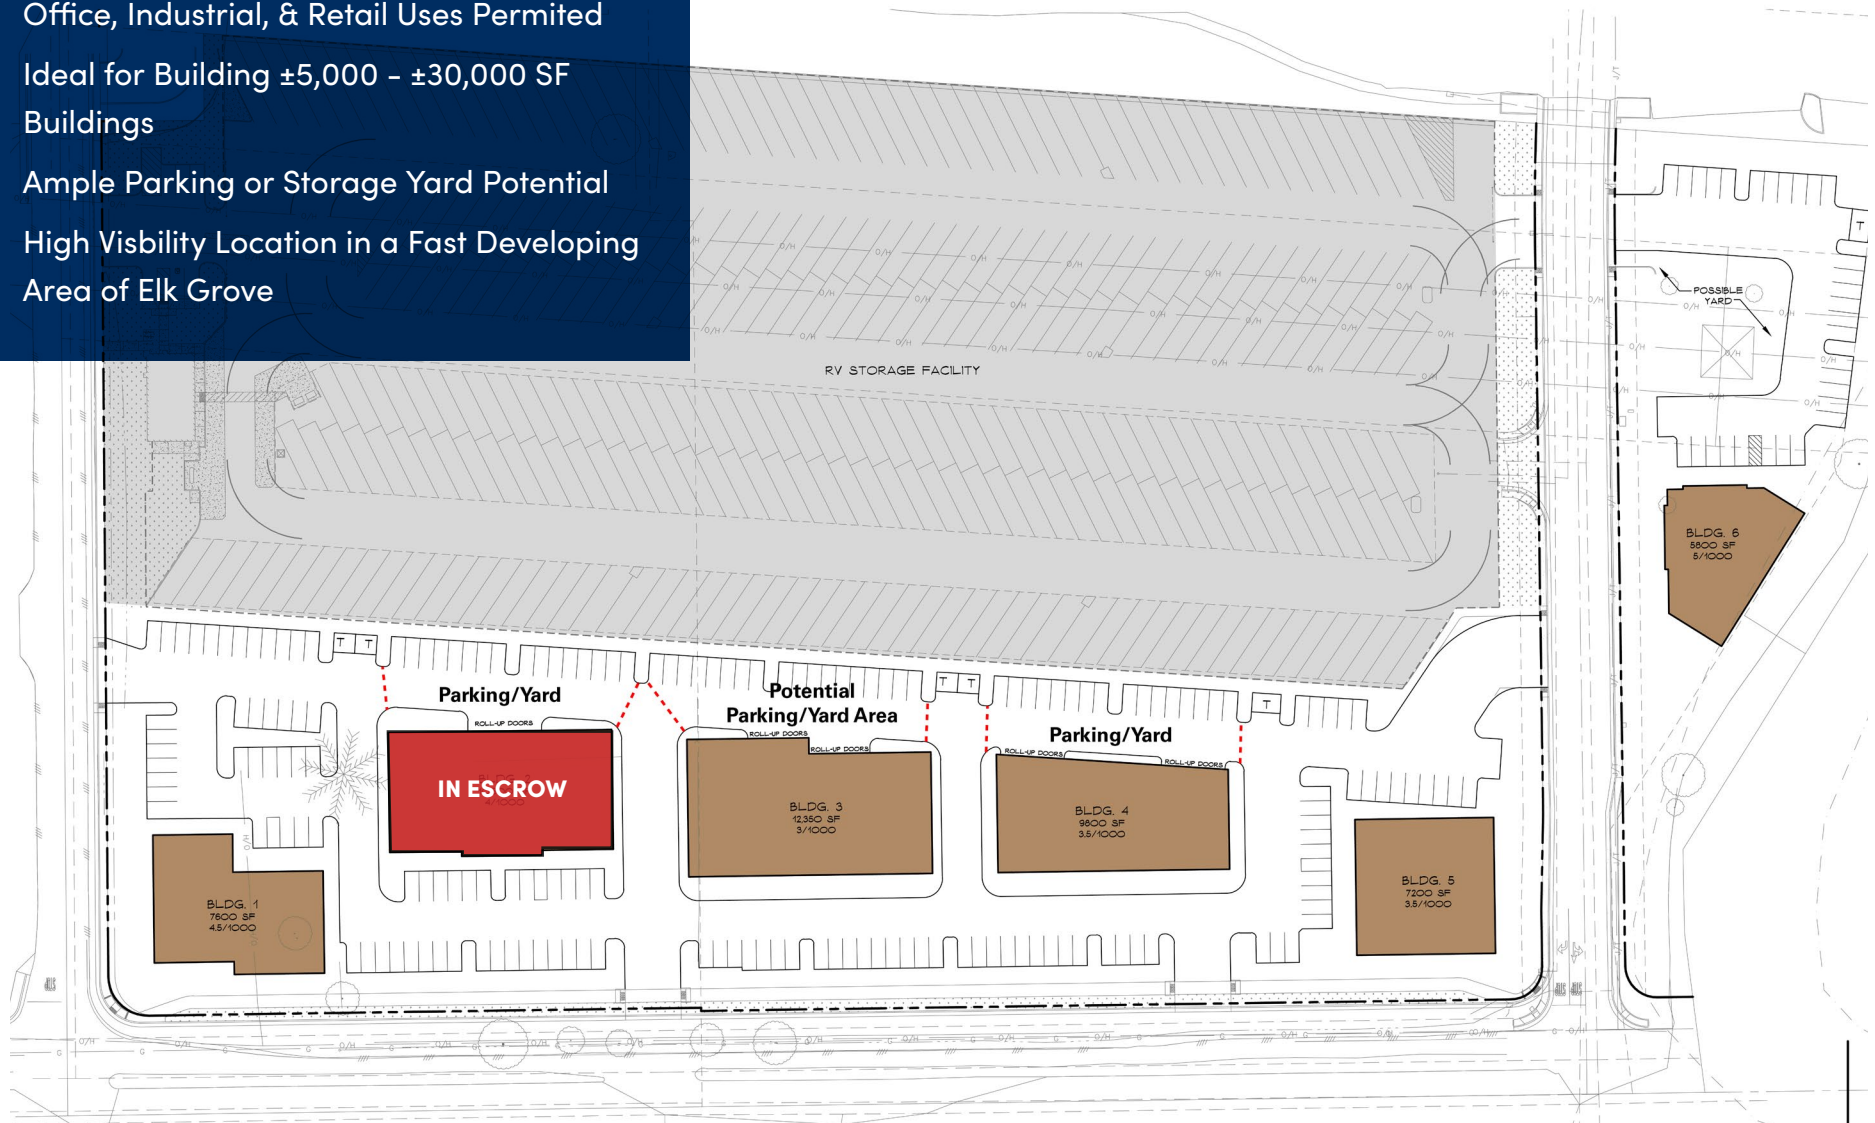 Office, Industrial, & Retail Uses Permited
Ideal for Building ±5,000 - ±30,000 SF
Buildings
Ample Parking or Storage Yard Potential
High Visbility Location in a Fast Developing
Area of Elk Grove
RV STORAGE FACILITY
POSSIBLE
YARD
BLDG. 6
5800 SF
5/1000
T T
T T
T
T
Parking/Yard
ROLL-UP DOORS
IN ESCROW
4/1000
Potential
Parking/Yard Area
ROLL-UP DOORS
ROLL-UP DOORS
BLDG. 3
12,350 SF
3/1000
Parking/Yard
ROLL-UP DOORS
ROLL-UP DOORS
BLDG. 4
9800 SF
3.5/1000
BLDG. 5
7200 SF
3.5/1000
BLDG. 1
7600 SF
4.5/1000
O/H O/H O/H O/H
O/H O/H O/H O/H O/H O/H O/H
O/H O/H O/H O/H O/H O/H O/H
G O/H G O/H G O/H G O/H G O/H